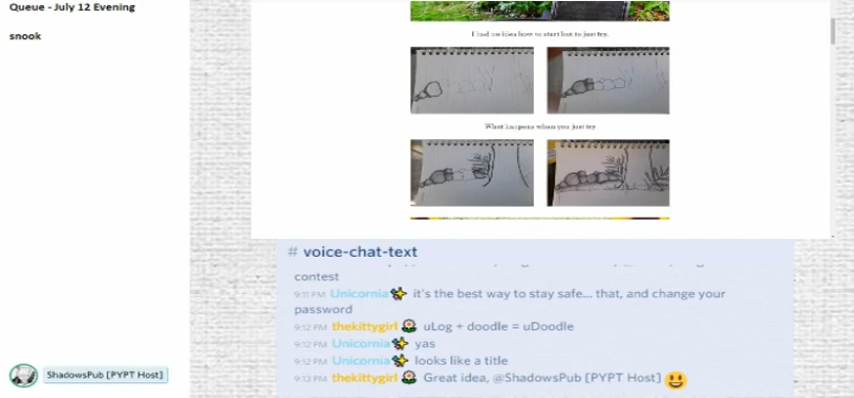 Queue - July 12 Evening
snook
I had no idea how to start but to just try.
What happens when you just try
# voice-chat-text
contest
9:11 PM Unicornia✨ it's the best way to stay safe... that, and change your
password
9:12 PM thekittygirl uLog + doodle = uDoodle
9:12 PM Unicornia✨ yas
9:12 PM Unicornia✨ looks like a title
9:13 PM thekittygirl Great idea, @ShadowsPub [PYPT Host] 😃
ShadowsPub [PYPT Host]